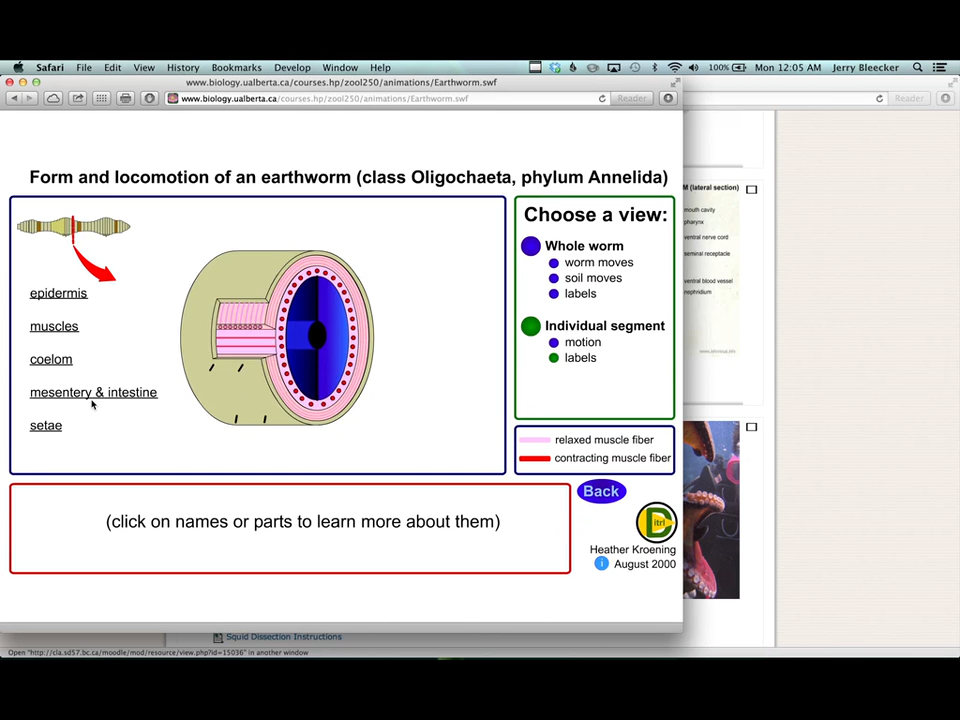 Safari File Edit View History Bookmarks Develop Window Help 100% Mon 12:05 AM Jerry Bleecker
www.biology.ualberta.ca/courses.hp/zool250/animations/Earthworm.swf
www.biology.ualberta.ca/courses.hp/zool250/animations/Earthworm.swf Reader
Reader
Form and locomotion of an earthworm (class Oligochaeta, phylum Annelida)
epidermis
muscles
coelom
mesentery & intestine
setae
Choose a view:
Whole worm
worm moves
soil moves
labels
Individual segment
motion
labels
relaxed muscle fiber
contracting muscle fiber
(click on names or parts to learn more about them)
Back
D itrl
Heather Kroening
i August 2000
M (lateral section)
mouth cavity
pharynx
ventral nerve cord
seminal receptacle
ventral blood vessel
nephridium
Squid Dissection Instructions
Open "http://cla.sd57.bc.ca/moodle/mod/resource/view.php?id=15036" in another window